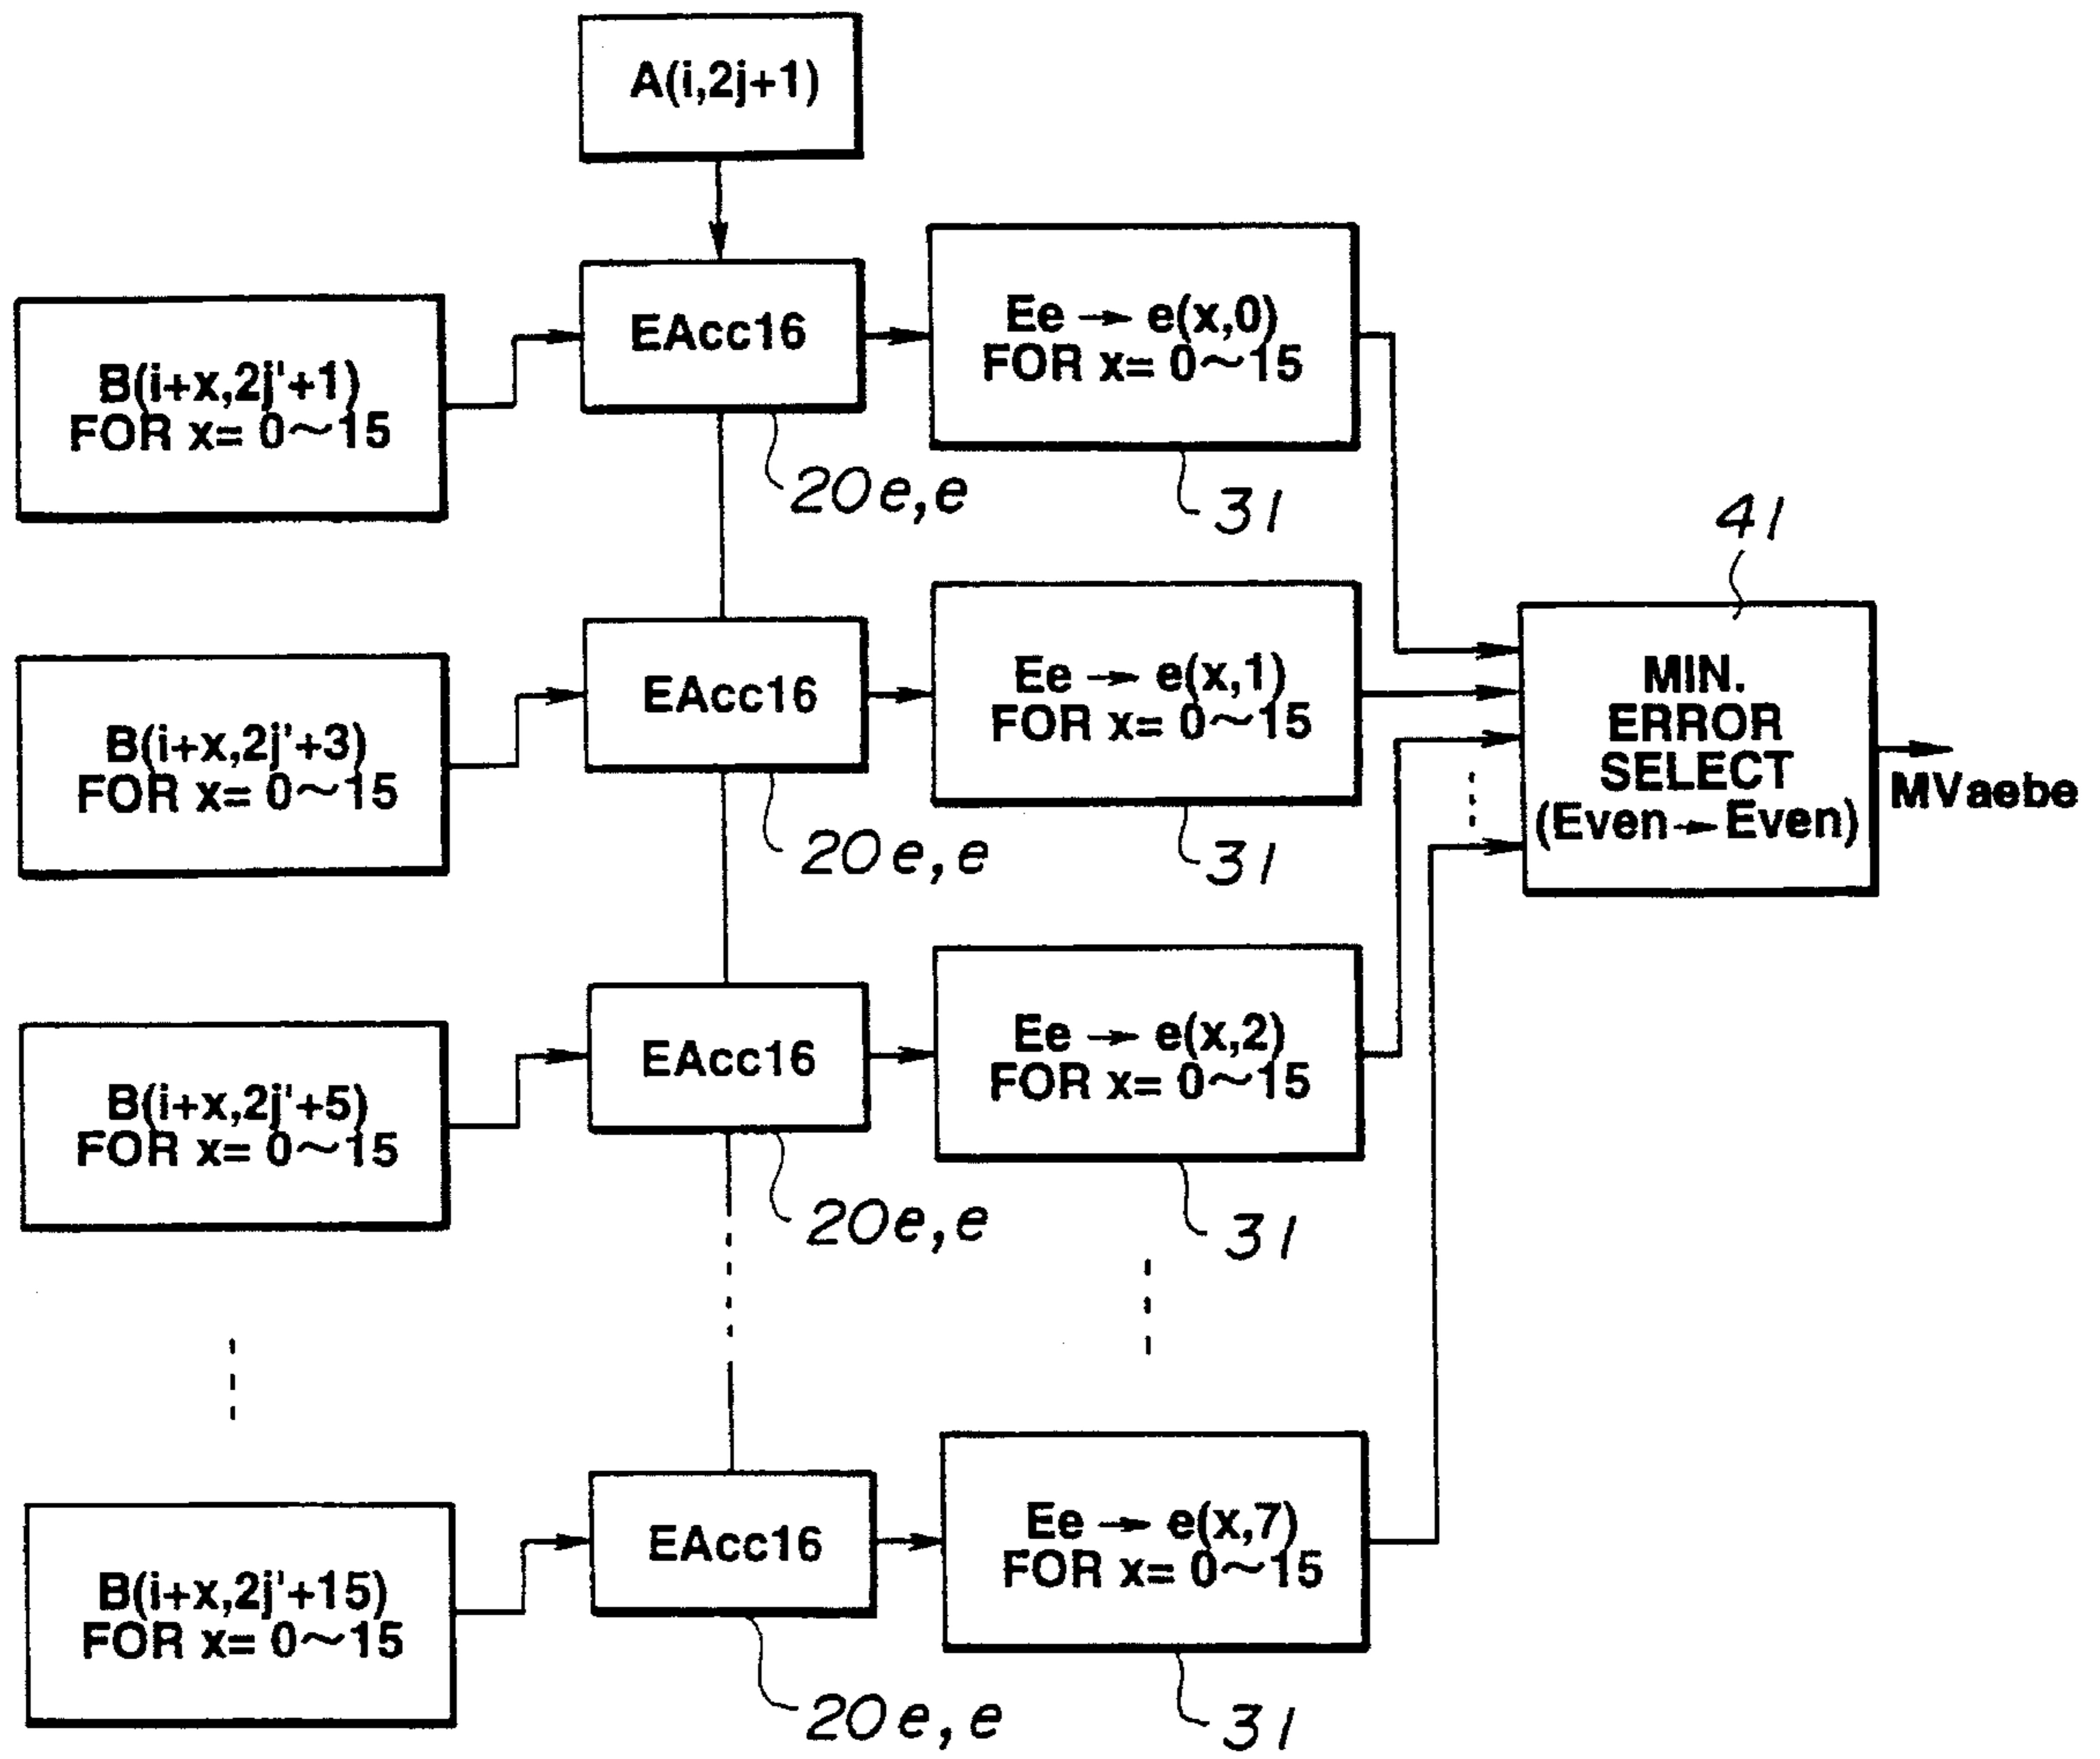 A(i,2j+1)
B(i+x,2j'+1)
FOR x= 0~15
EAcc16
Ee → e(x,0)
FOR x= 0~15
20e,e
31
B(i+x,2j'+3)
FOR x= 0~15
EAcc16
Ee → e(x,1)
FOR x= 0~15
20e,e
31
41
MIN.
ERROR
SELECT
(Even→Even)
MVaebe
B(i+x,2j'+5)
FOR x= 0~15
EAcc16
Ee → e(x,2)
FOR x= 0~15
20e,e
31
B(i+x,2j'+15)
FOR x= 0~15
EAcc16
Ee → e(x,7)
FOR x= 0~15
20e,e
31